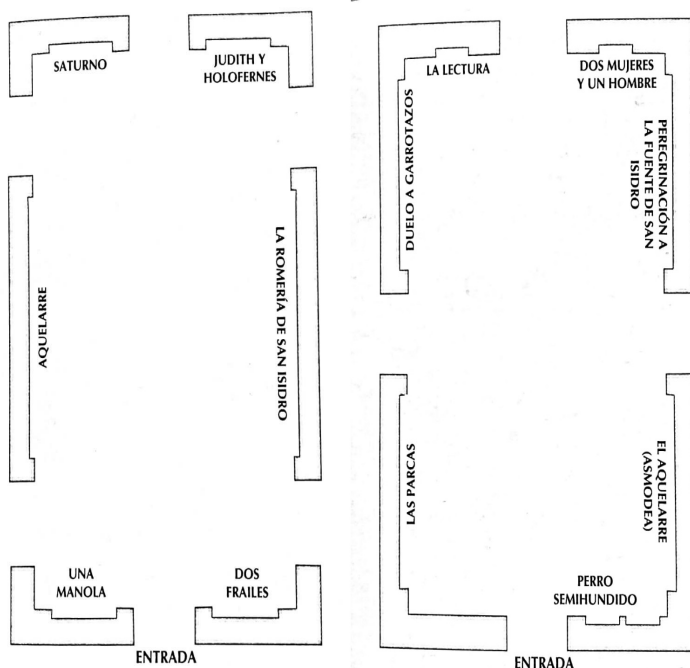 SATURNO
JUDITH Y
HOLOFERNES
AQUELARRE
LA ROMERÍA DE SAN ISIDRO
UNA
MANOLA
DOS
FRAILES
ENTRADA
LA LECTURA
DOS MUJERES
Y UN HOMBRE
DUELO A GARROTAZOS
PEREGRINACIÓN A
LA FUENTE DE SAN
ISIDRO
LAS PARCAS
EL AQUELARRE
(ASMODEA)
PERRO
SEMIHUNDIDO
ENTRADA